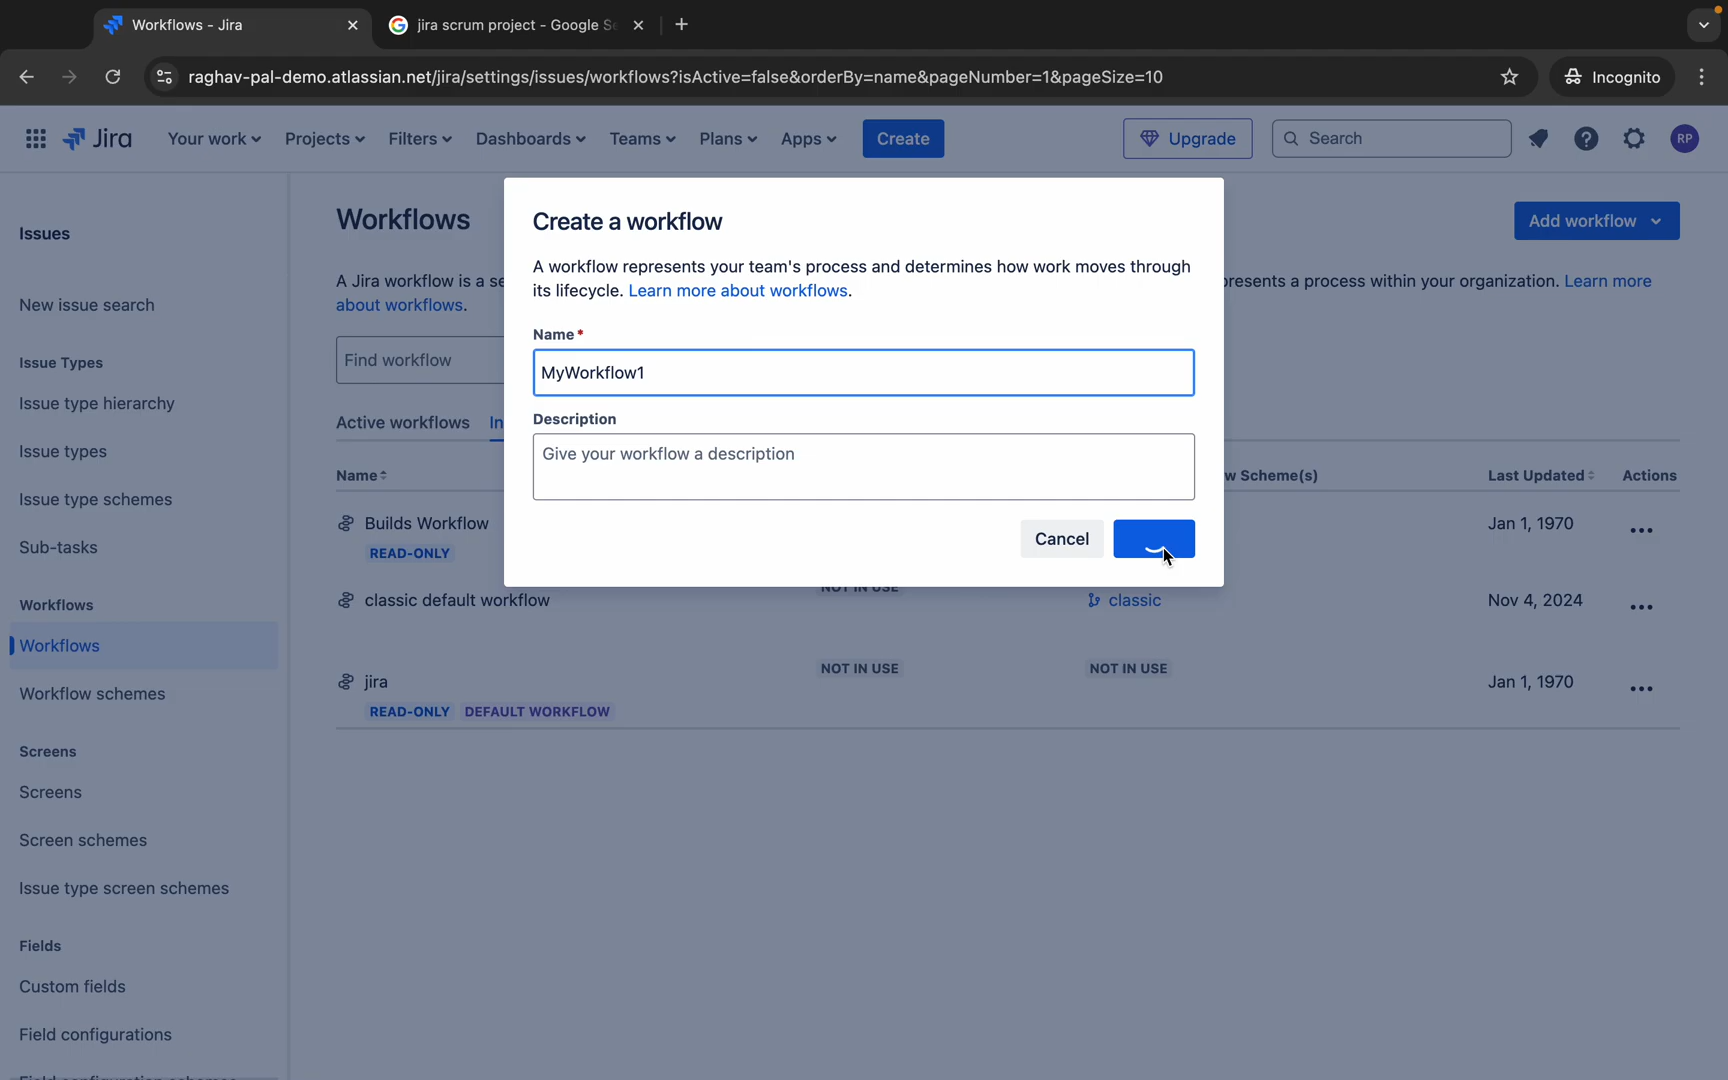 Workflows - Jira
jira scrum project - Google Se
raghav-pal-demo.atlassian.net/jira/settings/issues/workflows?isActive=false&orderBy=name&pageNumber=1&pageSize=10
Incognito
Jira
Your work
Projects
Filters
Dashboards
Teams
Plans
Apps
Create
Upgrade
Search
RP
Issues
New issue search
Issue Types
Issue type hierarchy
Issue types
Issue type schemes
Sub-tasks
Workflows
Workflows
Workflow schemes
Screens
Screens
Screen schemes
Issue type screen schemes
Fields
Custom fields
Field configurations
Field configuration schemes
Workflows
Add workflow
A Jira workflow is a se
presents a process within your organization. Learn more
about workflows.
Find workflow
Active workflows In
Name
w Scheme(s)
Last Updated
Actions
Builds Workflow
READ-ONLY
Jan 1, 1970
classic default workflow
NOT IN USE
classic
Nov 4, 2024
jira
READ-ONLY DEFAULT WORKFLOW
NOT IN USE
NOT IN USE
Jan 1, 1970
Create a workflow
A workflow represents your team's process and determines how work moves through
its lifecycle. Learn more about workflows.
Name*
MyWorkflow1
Description
Give your workflow a description
Cancel